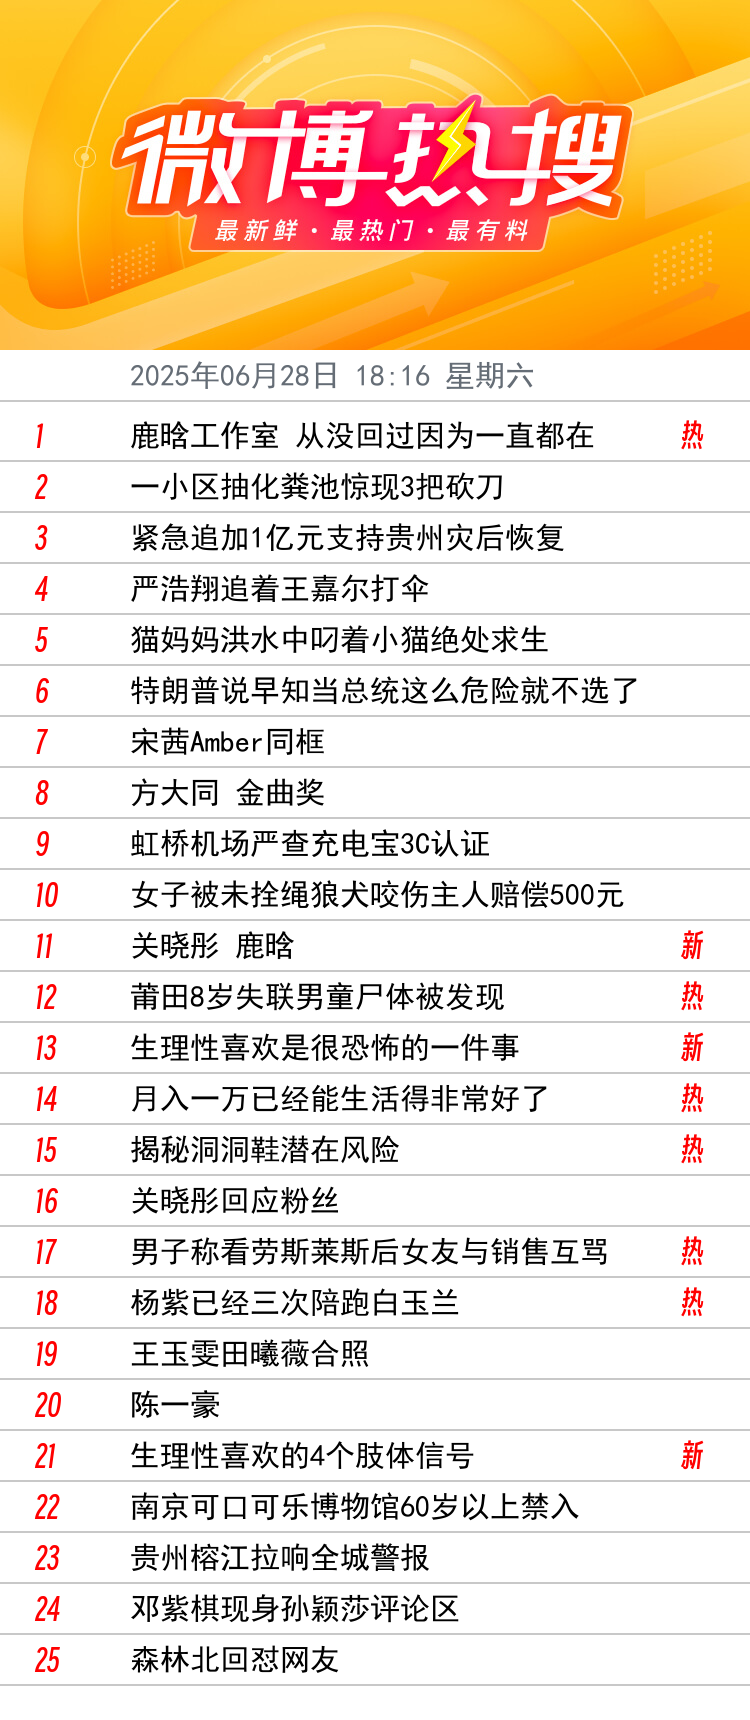 微博热搜
最新鲜·最热门·最有料
2025年06月28日 18:16 星期六
1 鹿晗工作室 从没回过因为一直都在 热
2 一小区抽化粪池惊现3把砍刀
3 紧急追加1亿元支持贵州灾后恢复
4 严浩翔追着王嘉尔打伞
5 猫妈妈洪水中叼着小猫绝处求生
6 特朗普说早知当总统这么危险就不选了
7 宋茜Amber同框
8 方大同 金曲奖
9 虹桥机场严查充电宝3C认证
10 女子被未拴绳狼犬咬伤主人赔偿500元
11 关晓彤 鹿晗 新
12 莆田8岁失联男童尸体被发现 热
13 生理性喜欢是很恐怖的一件事 新
14 月入一万已经能生活得非常好了 热
15 揭秘洞洞鞋潜在风险 热
16 关晓彤回应粉丝
17 男子称看劳斯莱斯后女友与销售互骂 热
18 杨紫已经三次陪跑白玉兰 热
19 王玉雯田曦薇合照
20 陈一豪
21 生理性喜欢的4个肢体信号 新
22 南京可口可乐博物馆60岁以上禁入
23 贵州榕江拉响全城警报
24 邓紫棋现身孙颖莎评论区
25 森林北回怼网友